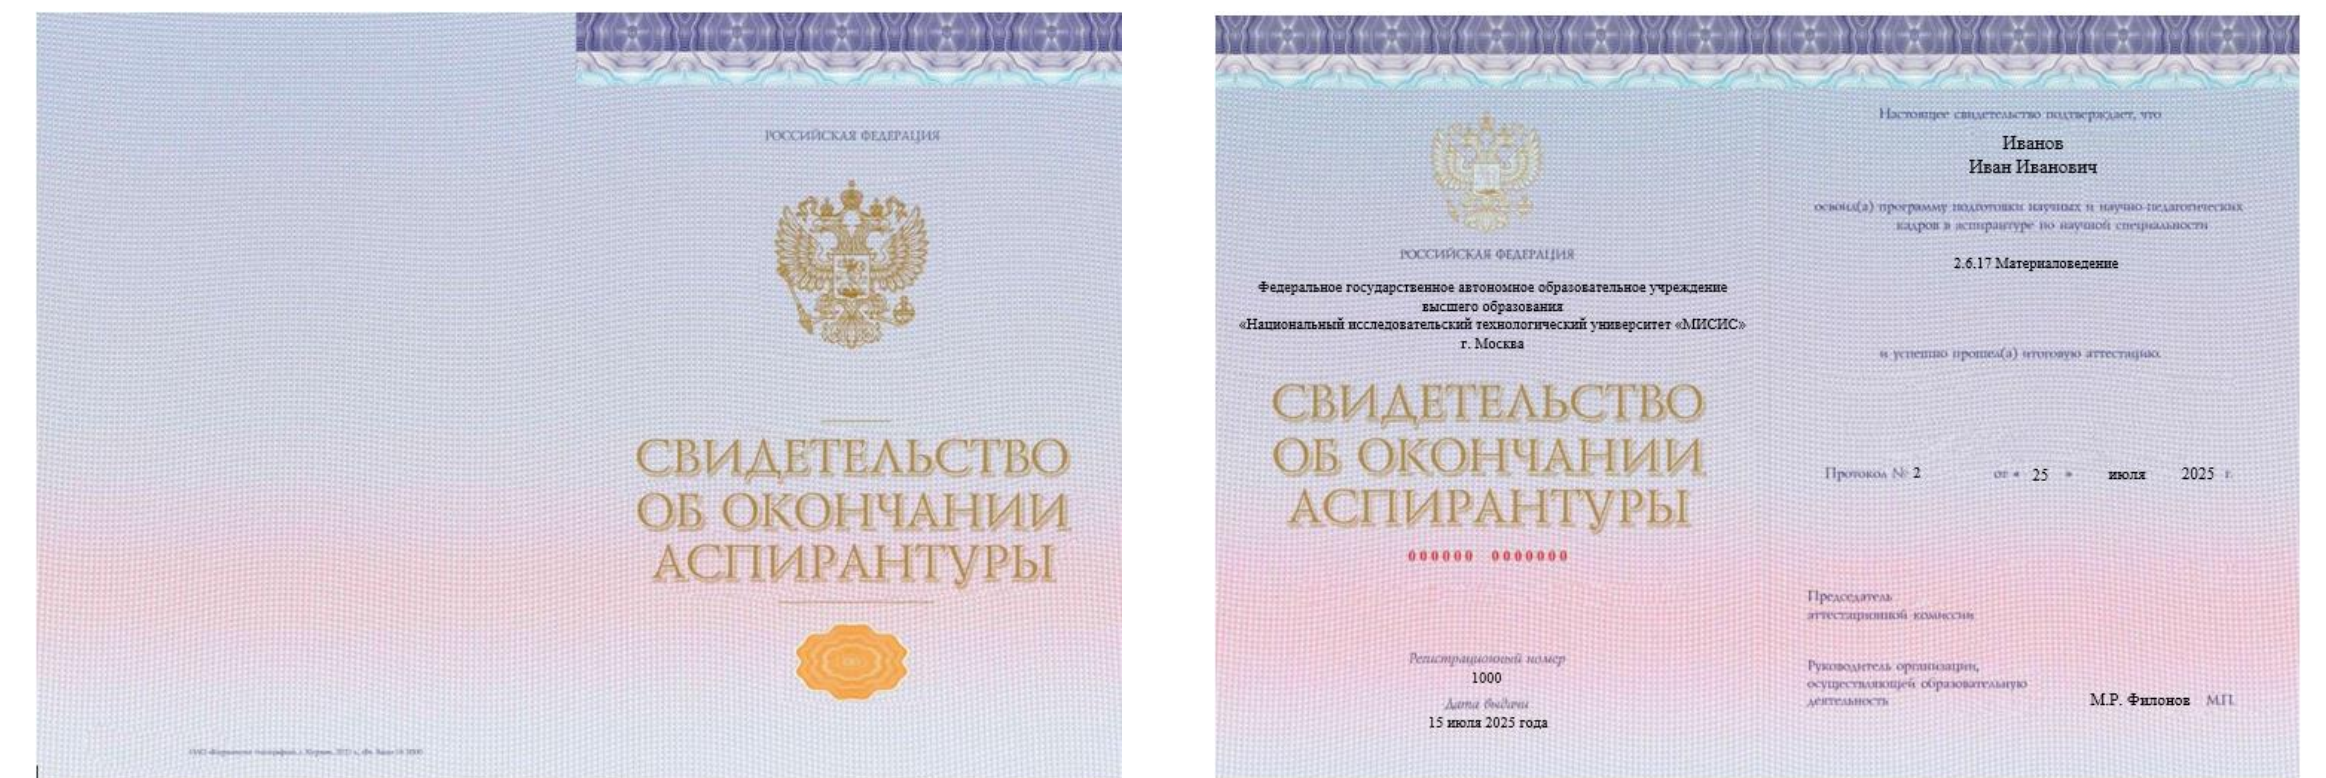 РОССИЙСКАЯ ФЕДЕРАЦИЯ
СВИДЕТЕЛЬСТВО
ОБ ОКОНЧАНИИ
АСПИРАНТУРЫ
РОССИЙСКАЯ ФЕДЕРАЦИЯ
Федеральное государственное автономное образовательное учреждение
высшего образования
«Национальный исследовательский технологический университет «МИСИС»
г. Москва
СВИДЕТЕЛЬСТВО
ОБ ОКОНЧАНИИ
АСПИРАНТУРЫ
000000 0000000
Регистрационный номер
1000
Дата выдачи
15 июля 2025 года
Настоящее свидетельство подтверждает, что
Иванов
Иван Иванович
освоил(а) программу подготовки научных и научно-педагогических
кадров в аспирантуре по научной специальности
2.6.17 Материаловедение
и успешно прошел(а) итоговую аттестацию.
Протокол № 2 от « 25 » июля 2025 г.
Председатель
аттестационной комиссии
Руководитель организации,
осуществляющей образовательную
деятельность
М.Р. Филонов М.П.